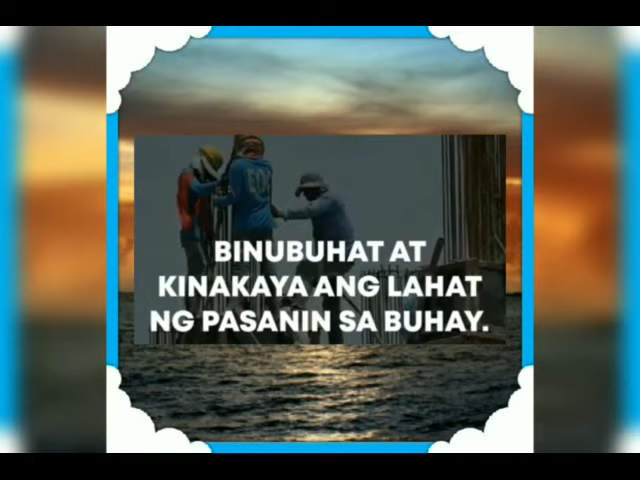 BINUBUHAT AT
KINAKAYA ANG LAHAT
NG PASANIN SA BUHAY.